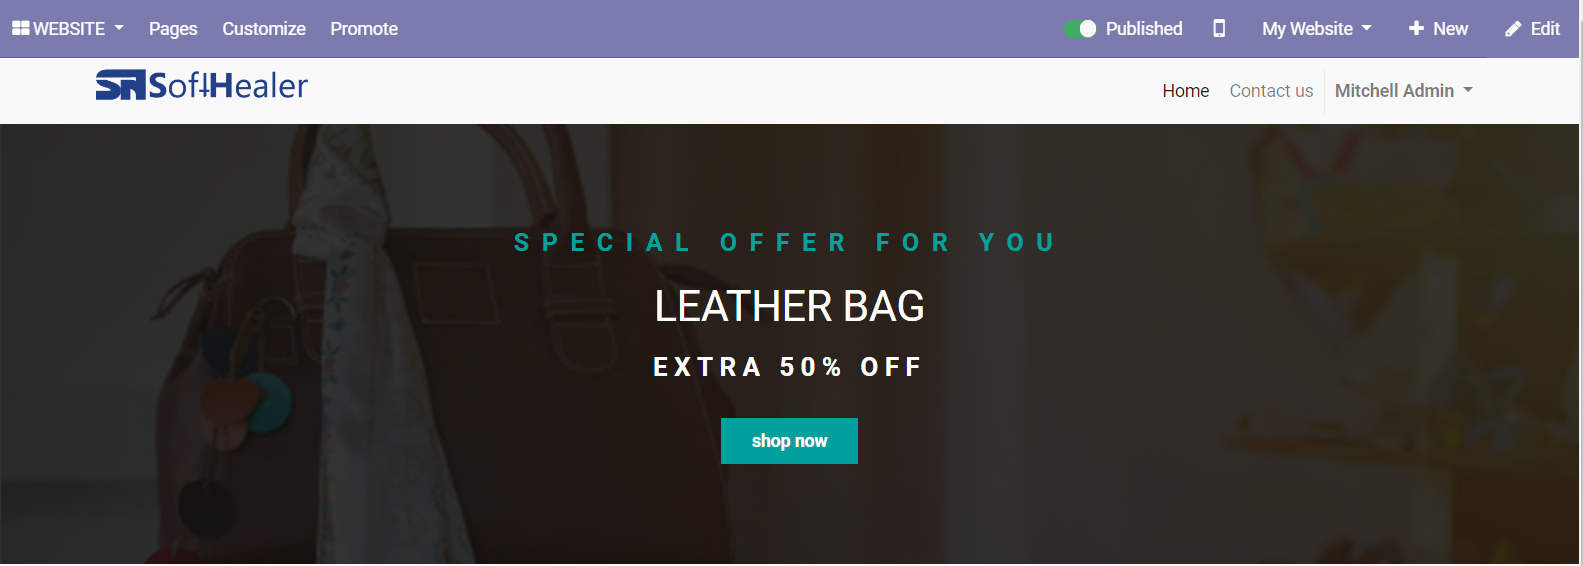 WEBSITE Pages Customize Promote Published My Website New Edit
SoftHealer Home Contact us Mitchell Admin
SPECIAL OFFER FOR YOU
LEATHER BAG
EXTRA 50% OFF
shop now